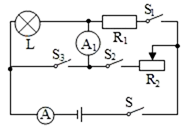 L R₁ S₁
A₁
S₃ S₂ R₂
A S